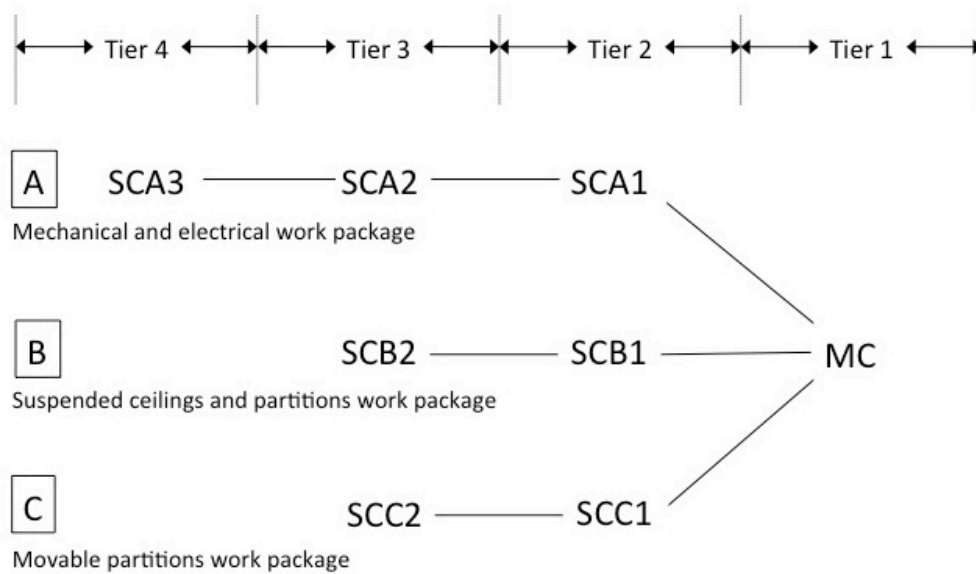 Tier 4 Tier 3 Tier 2 Tier 1
A SCA3 SCA2 SCA1
Mechanical and electrical work package
B SCB2 SCB1 MC
Suspended ceilings and partitions work package
C SCC2 SCC1
Movable partitions work package